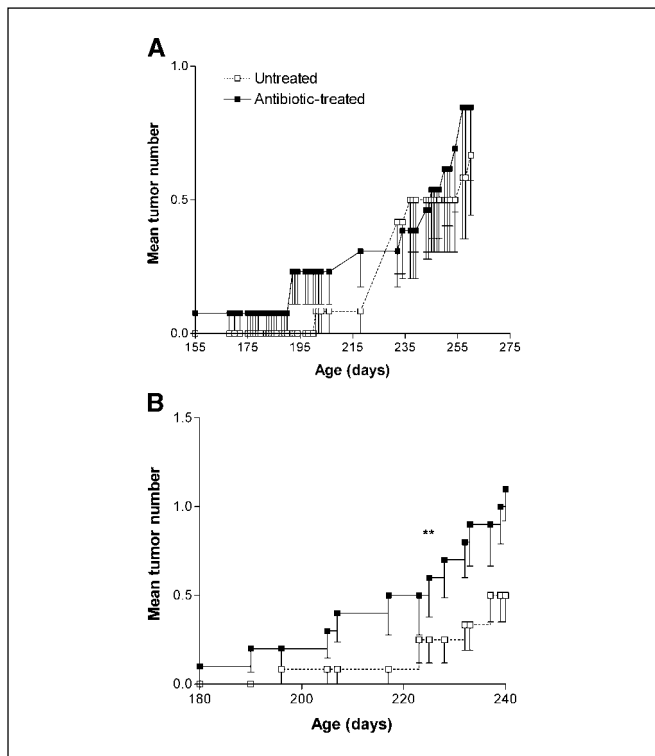 A
1.0
Untreated
Antibiotic-treated
Mean tumor number
0.5
0.0
155 175 195 215 235 255 275
Age (days)
B
1.5
Mean tumor number
1.0
**
0.5
0.0
180 200 220 240
Age (days)